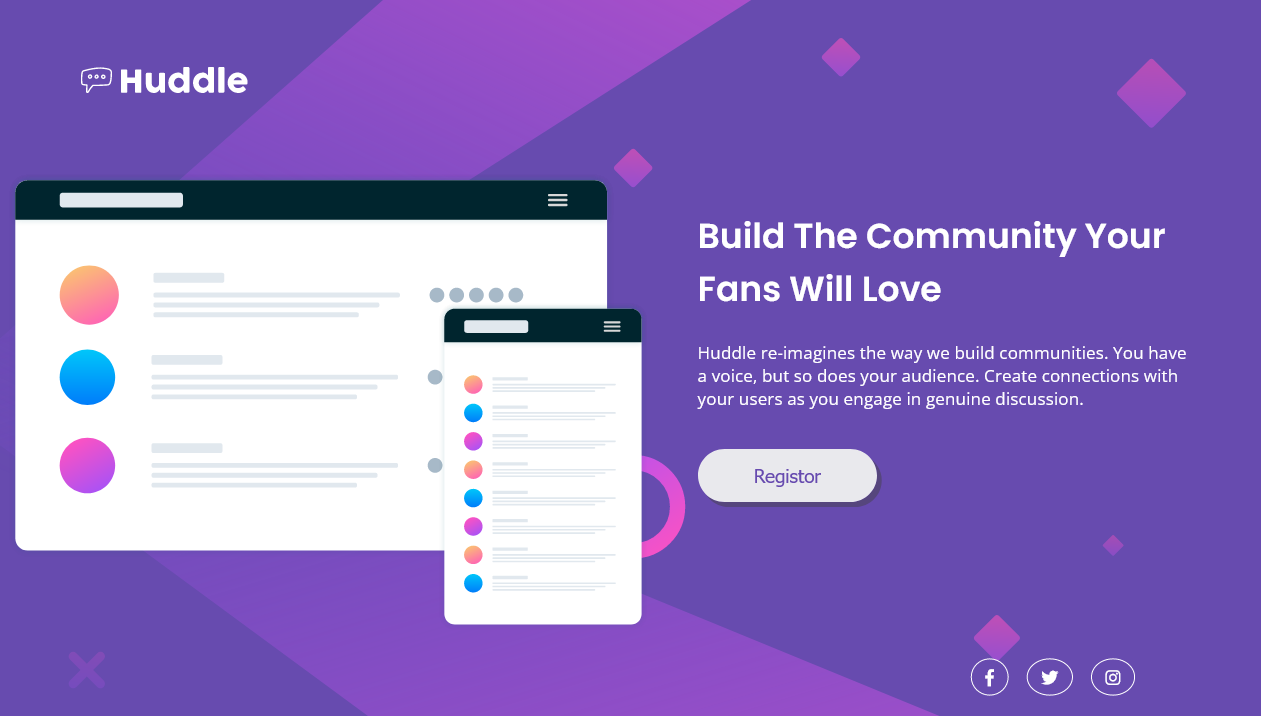 Huddle
Build The Community Your
Fans Will Love
Huddle re-imagines the way we build communities. You have
a voice, but so does your audience. Create connections with
your users as you engage in genuine discussion.
Registor